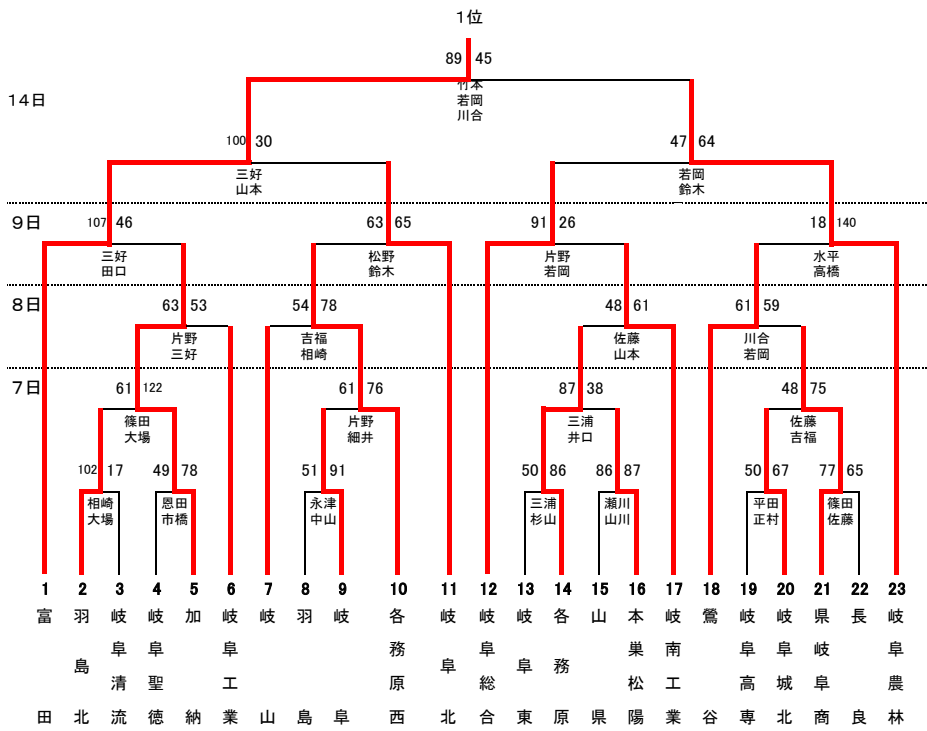 1位
89 45
竹本
若岡
川合
14日
100 30
三好
山本
47 64
若岡
鈴木
9日
107 46
三好
田口
63 65
松野
鈴木
91 26
片野
若岡
18 140
水平
高橋
8日
63 53
片野
三好
54 78
吉福
相崎
48 61
佐藤
山本
61 59
川合
若岡
7日
61 122
篠田
大場
61 76
片野
細井
87 38
三浦
井口
48 75
佐藤
吉福
102 17
相崎
大場
49 78
恩田
市橋
51 91
永津
中山
50 86
三浦
杉山
86 87
瀬川
山川
50 67
平田
正村
77 65
篠田
佐藤
1 2 3 4 5 6 7 8 9 10 11 12 13 14 15 16 17 18 19 20 21 22 23
富田
羽島北
岐阜清流
岐阜聖徳
加納
岐阜工業
岐山
羽島
岐阜
各務原西
岐阜北
岐阜総合
岐阜東
各務原
山県
本巣松陽
岐南工業
鶯谷
岐阜高専
岐阜城北
県岐阜商
長良
岐阜農林